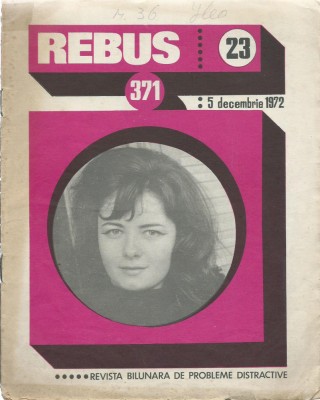 REBUS 23
371
5 decembrie 1972
REVISTA BILUNARA DE PROBLEME DISTRACTIVE